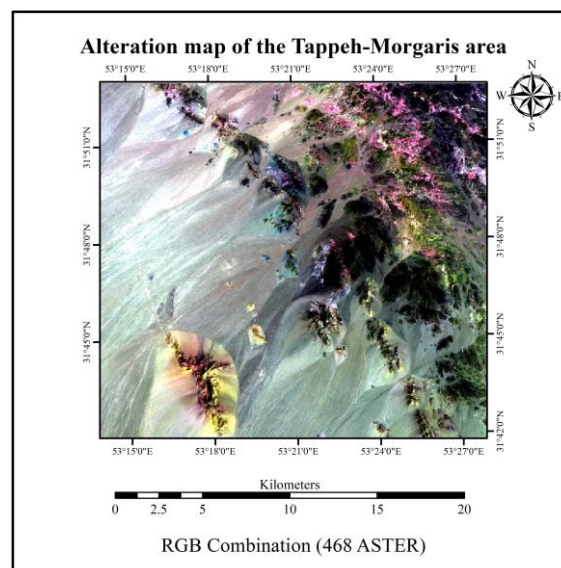 Alteration map of the Tappeh-Morgaris area
53°15'0"E 53°18'0"E 53°21'0"E 53°24'0"E 53°27'0"E
N
W E
S
31°51'0"N 31°51'0"N
31°48'0"N 31°48'0"N
31°45'0"N 31°45'0"N
31°42'0"N
53°15'0"E 53°18'0"E 53°21'0"E 53°24'0"E 53°27'0"E
Kilometers
0 2.5 5 10 15 20
RGB Combination (468 ASTER)